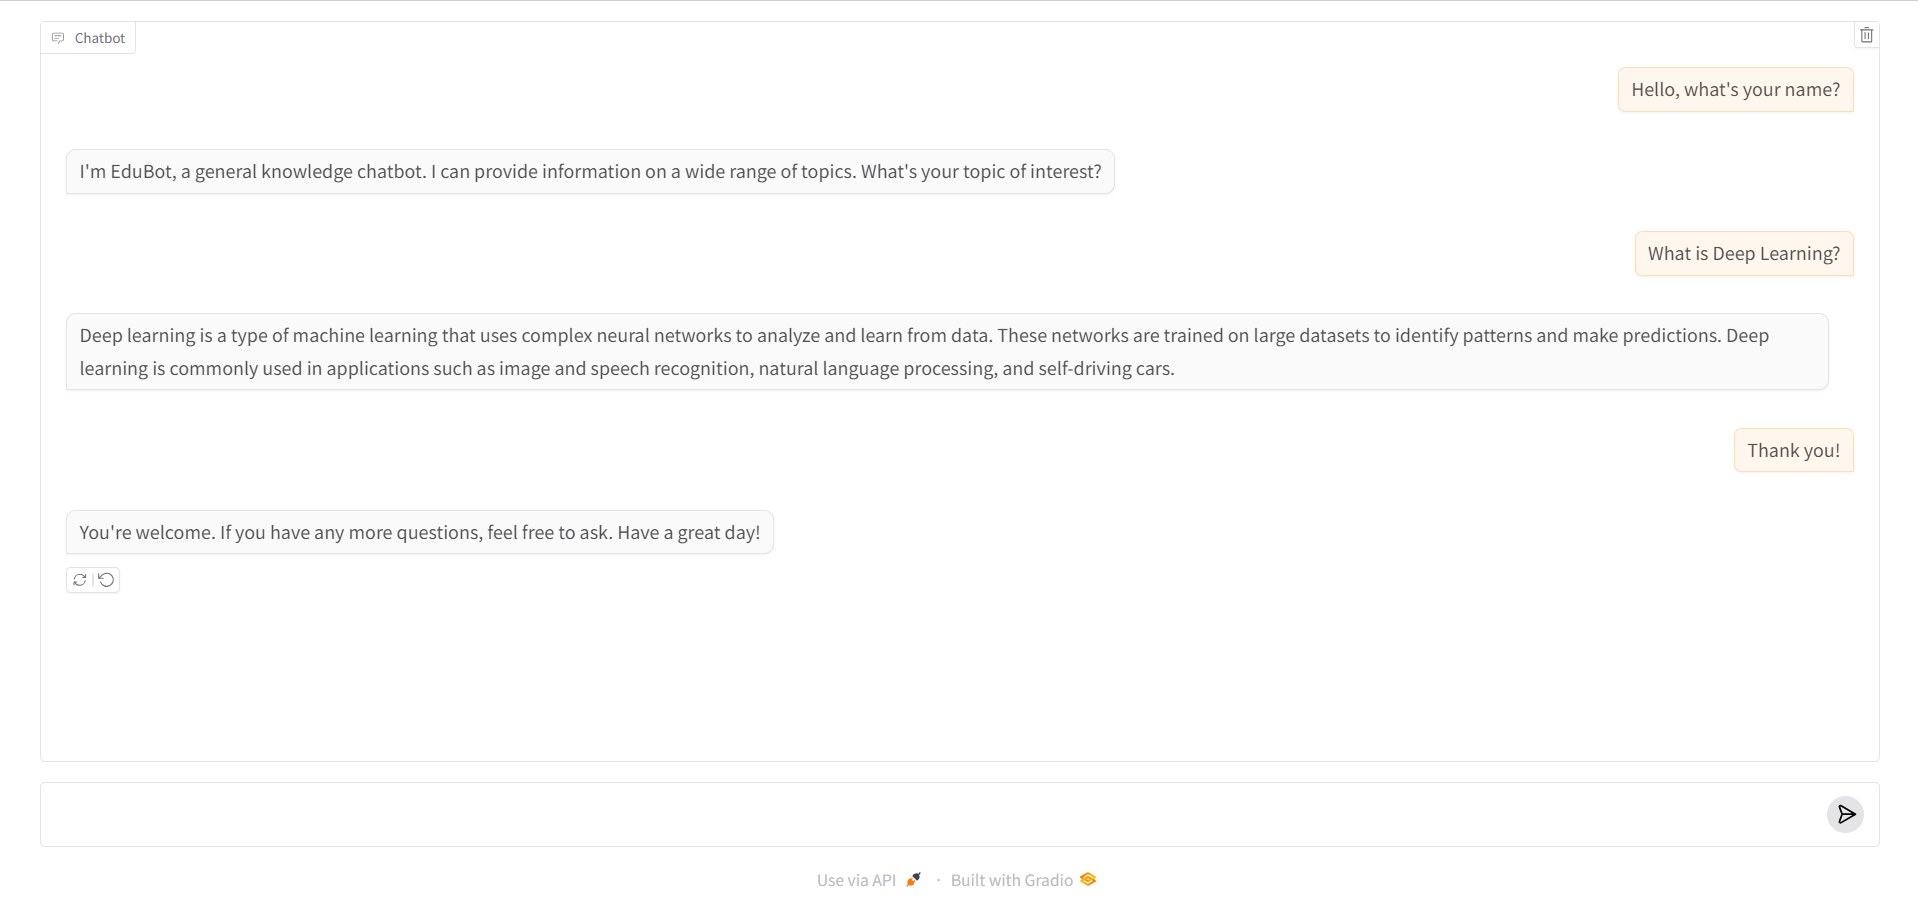 Chatbot
Hello, what's your name?
I'm EduBot, a general knowledge chatbot. I can provide information on a wide range of topics. What's your topic of interest?
What is Deep Learning?
Deep learning is a type of machine learning that uses complex neural networks to analyze and learn from data. These networks are trained on large datasets to identify patterns and make predictions. Deep
learning is commonly used in applications such as image and speech recognition, natural language processing, and self-driving cars.
Thank you!
You're welcome. If you have any more questions, feel free to ask. Have a great day!
Use via API · Built with Gradio